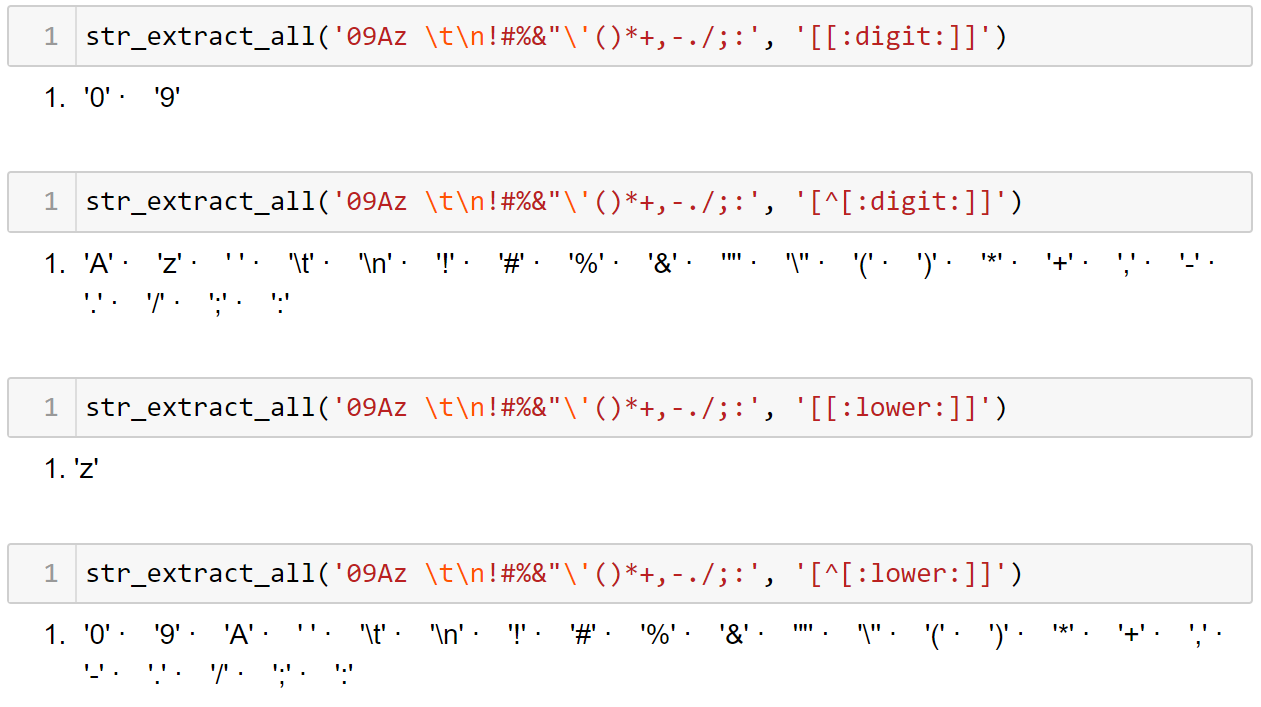 1 str_extract_all('09Az \t\n!#%&"\'()*+,-./;:', '[[:digit:]]')
1. '0' · '9'
1 str_extract_all('09Az \t\n!#%&"\'()*+,-./;:', '[^[:digit:]]')
1. 'A' · 'z' · ' ' · '\t' · '\n' · '!' · '#' · '%' · '&' · '"' · '\'' · '(' · ')' · '*' · '+' · ',' · '-' ·
'.' · '/' · ';' · ':'
1 str_extract_all('09Az \t\n!#%&"\'()*+,-./;:', '[[:lower:]]')
1. 'z'
1 str_extract_all('09Az \t\n!#%&"\'()*+,-./;:', '[^[:lower:]]')
1. '0' · '9' · 'A' · ' ' · '\t' · '\n' · '!' · '#' · '%' · '&' · '"' · '\'' · '(' · ')' · '*' · '+' · ',' ·
'-' · '.' · '/' · ';' · ':'